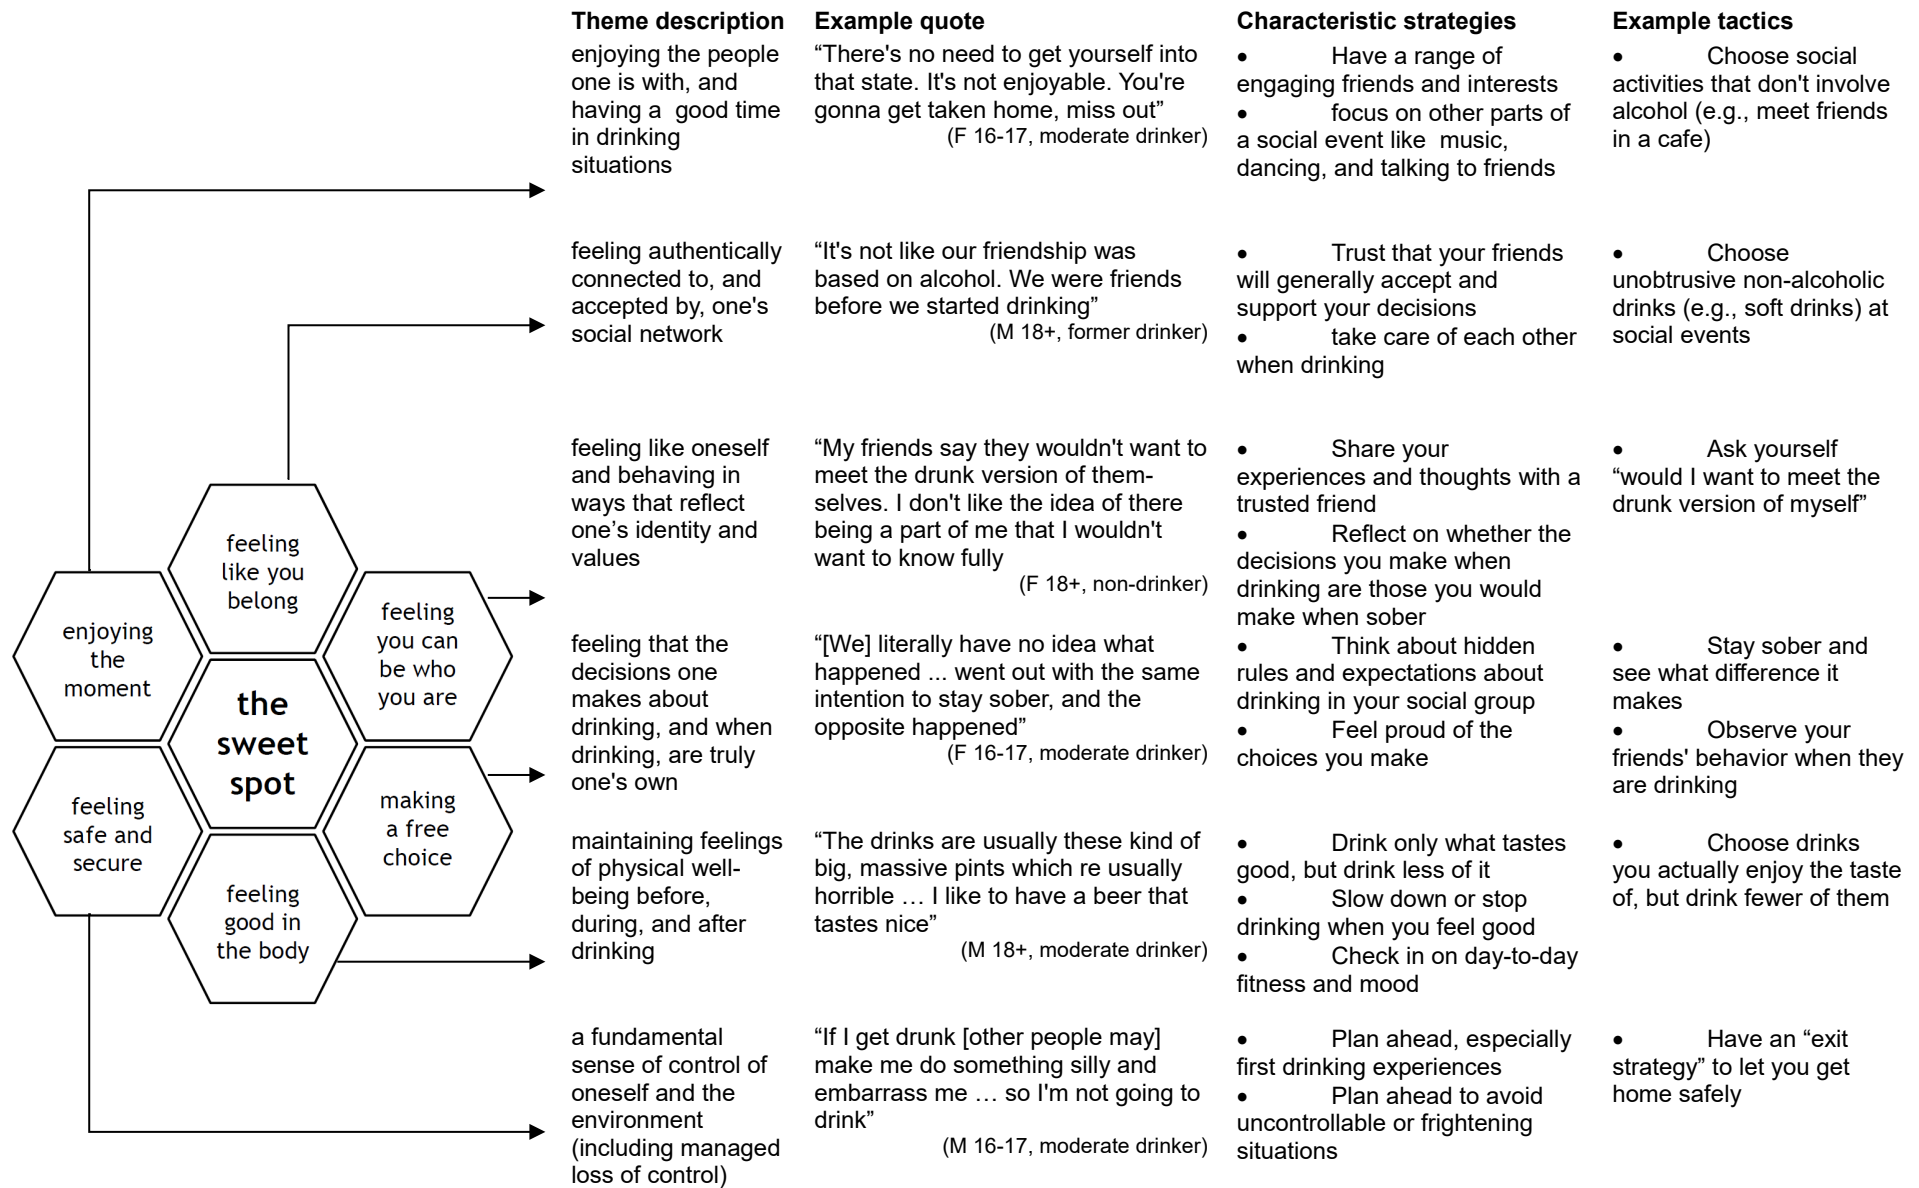 Theme description
Example quote
Characteristic strategies
Example tactics
enjoying the people
one is with, and
having a  good time
in drinking
situations
“There's no need to get yourself into
that state. It's not enjoyable. You're
gonna get taken home, miss out”
(F 16-17, moderate drinker)
• Have a range of
engaging friends and interests
• focus on other parts of
a social event like  music,
dancing, and talking to friends
• Choose social
activities that don't involve
alcohol (e.g., meet friends
in a cafe)
feeling authentically
connected to, and
accepted by, one's
social network
“It's not like our friendship was
based on alcohol. We were friends
before we started drinking”
(M 18+, former drinker)
• Trust that your friends
will generally accept and
support your decisions
• take care of each other
when drinking
• Choose
unobtrusive non-alcoholic
drinks (e.g., soft drinks) at
social events
feeling like oneself
and behaving in
ways that reflect
one’s identity and
values
“My friends say they wouldn't want to
meet the drunk version of them-
selves. I don't like the idea of there
being a part of me that I wouldn't
want to know fully
(F 18+, non-drinker)
• Share your
experiences and thoughts with a
trusted friend
• Reflect on whether the
decisions you make when
drinking are those you would
make when sober
• Ask yourself
“would I want to meet the
drunk version of myself”
feeling that the
decisions one
makes about
drinking, and when
drinking, are truly
one's own
“[We] literally have no idea what
happened ... went out with the same
intention to stay sober, and the
opposite happened”
(F 16-17, moderate drinker)
• Think about hidden
rules and expectations about
drinking in your social group
• Feel proud of the
choices you make
• Stay sober and
see what difference it
makes
• Observe your
friends' behavior when they
are drinking
maintaining feelings
of physical well-
being before,
during, and after
drinking
“The drinks are usually these kind of
big, massive pints which re usually
horrible … I like to have a beer that
tastes nice”
(M 18+, moderate drinker)
• Drink only what tastes
good, but drink less of it
• Slow down or stop
drinking when you feel good
• Check in on day-to-day
fitness and mood
• Choose drinks
you actually enjoy the taste
of, but drink fewer of them
a fundamental
sense of control of
oneself and the
environment
(including managed
loss of control)
“If I get drunk [other people may]
make me do something silly and
embarrass me … so I'm not going to
drink”
(M 16-17, moderate drinker)
• Plan ahead, especially
first drinking experiences
• Plan ahead to avoid
uncontrollable or frightening
situations
• Have an “exit
strategy” to let you get
home safely
feeling
like you
belong
enjoying
the
moment
feeling
you can
be who
you are
the
sweet
spot
feeling
safe and
secure
making
a free
choice
feeling
good in
the body